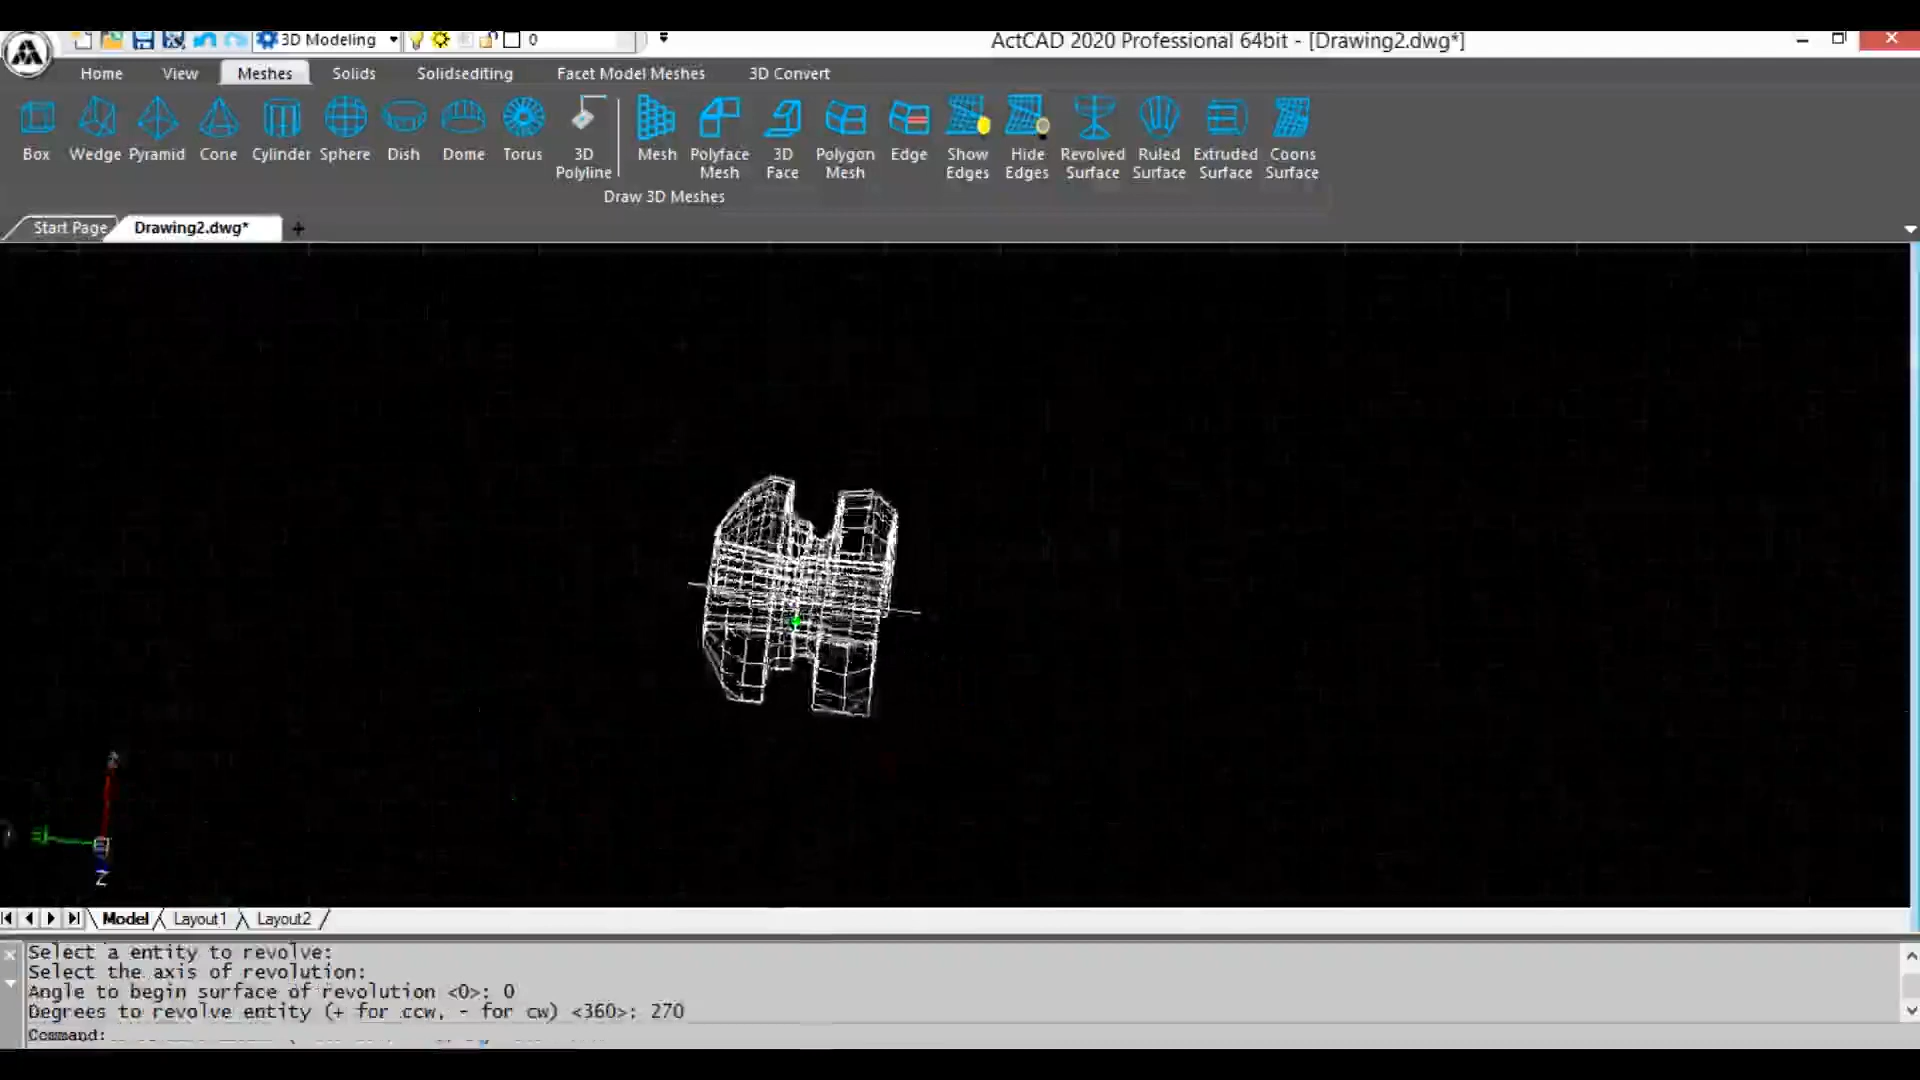 3D Modeling
0
ActCAD 2020 Professional 64bit - [Drawing2.dwg*]
Home View Meshes Solids Solidsediting Facet Model Meshes 3D Convert
Box Wedge Pyramid Cone Cylinder Sphere Dish Dome Torus 3D Polyline Mesh Polyface Mesh 3D Face Polygon Mesh Edge Show Edges Hide Edges Revolved Surface Ruled Surface Extruded Surface Coons Surface
Draw 3D Meshes
Start Page Drawing2.dwg* +
Z
Model Layout1 Layout2
Select a entity to revolve:
Select the axis of revolution:
Angle to begin surface of revolution <0>: 0
Degrees to revolve entity (+ for ccw, - for cw) <360>: 270
Command: